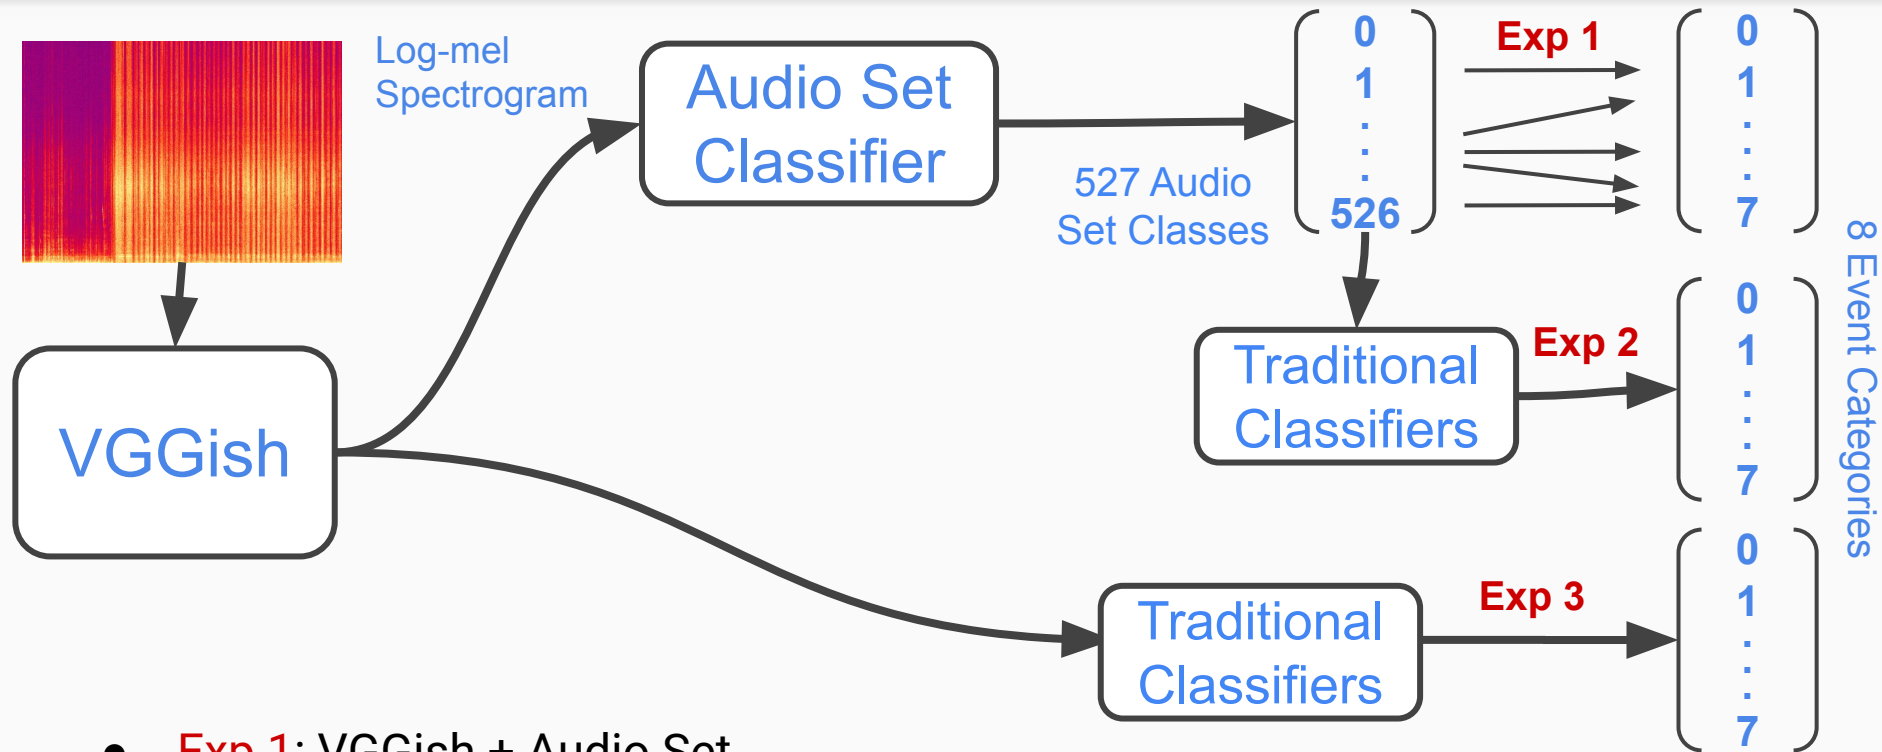 Log-mel
Spectrogram
Audio Set
Classifier
527 Audio
Set Classes
0
1
.
.
.
526
Exp 1
0
1
.
.
.
7
VGGish
Traditional
Classifiers
Exp 2
0
1
.
.
.
7
8 Event Categories
Traditional
Classifiers
Exp 3
0
1
.
.
.
7
● Exp 1: VGGish + Audio Set